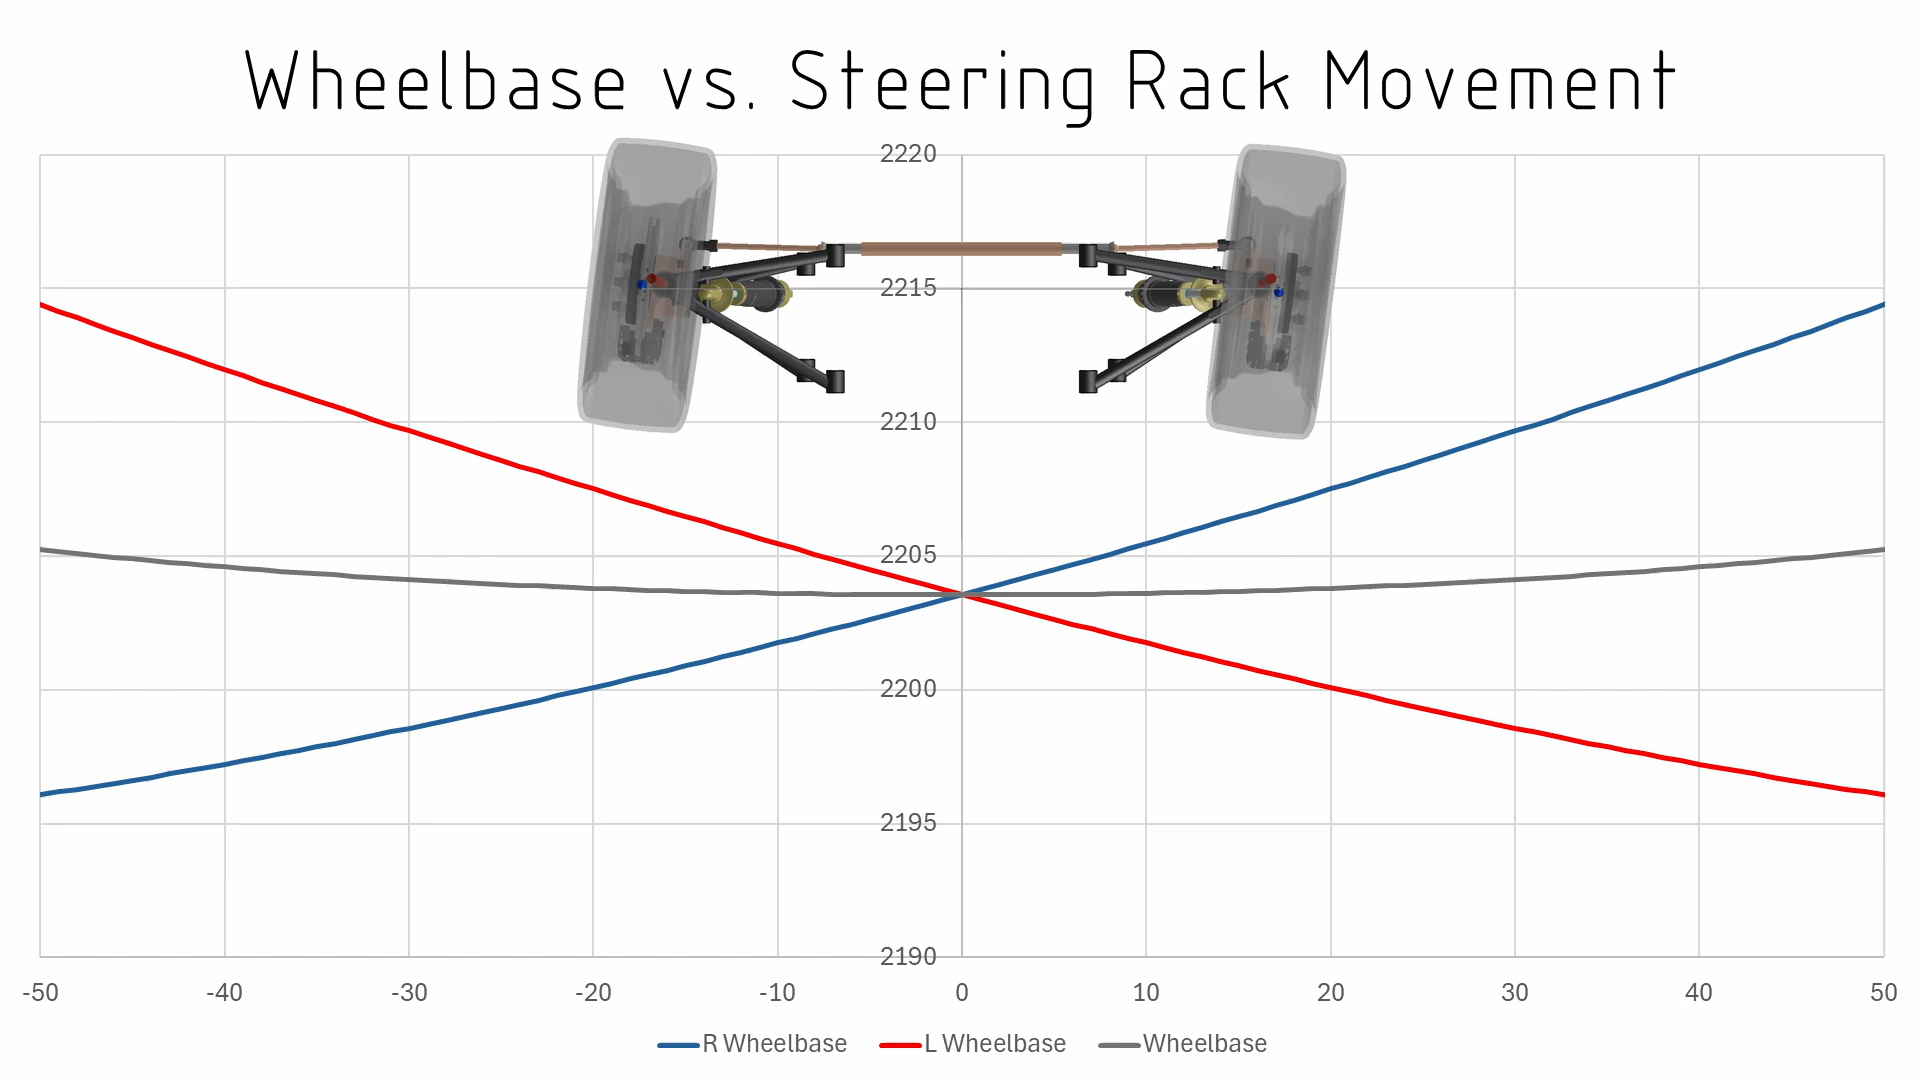 Wheelbase vs. Steering Rack Movement
2220
2215
2210
2205
2200
2195
2190
-50 -40 -30 -20 -10 0 10 20 30 40 50
R Wheelbase L Wheelbase Wheelbase